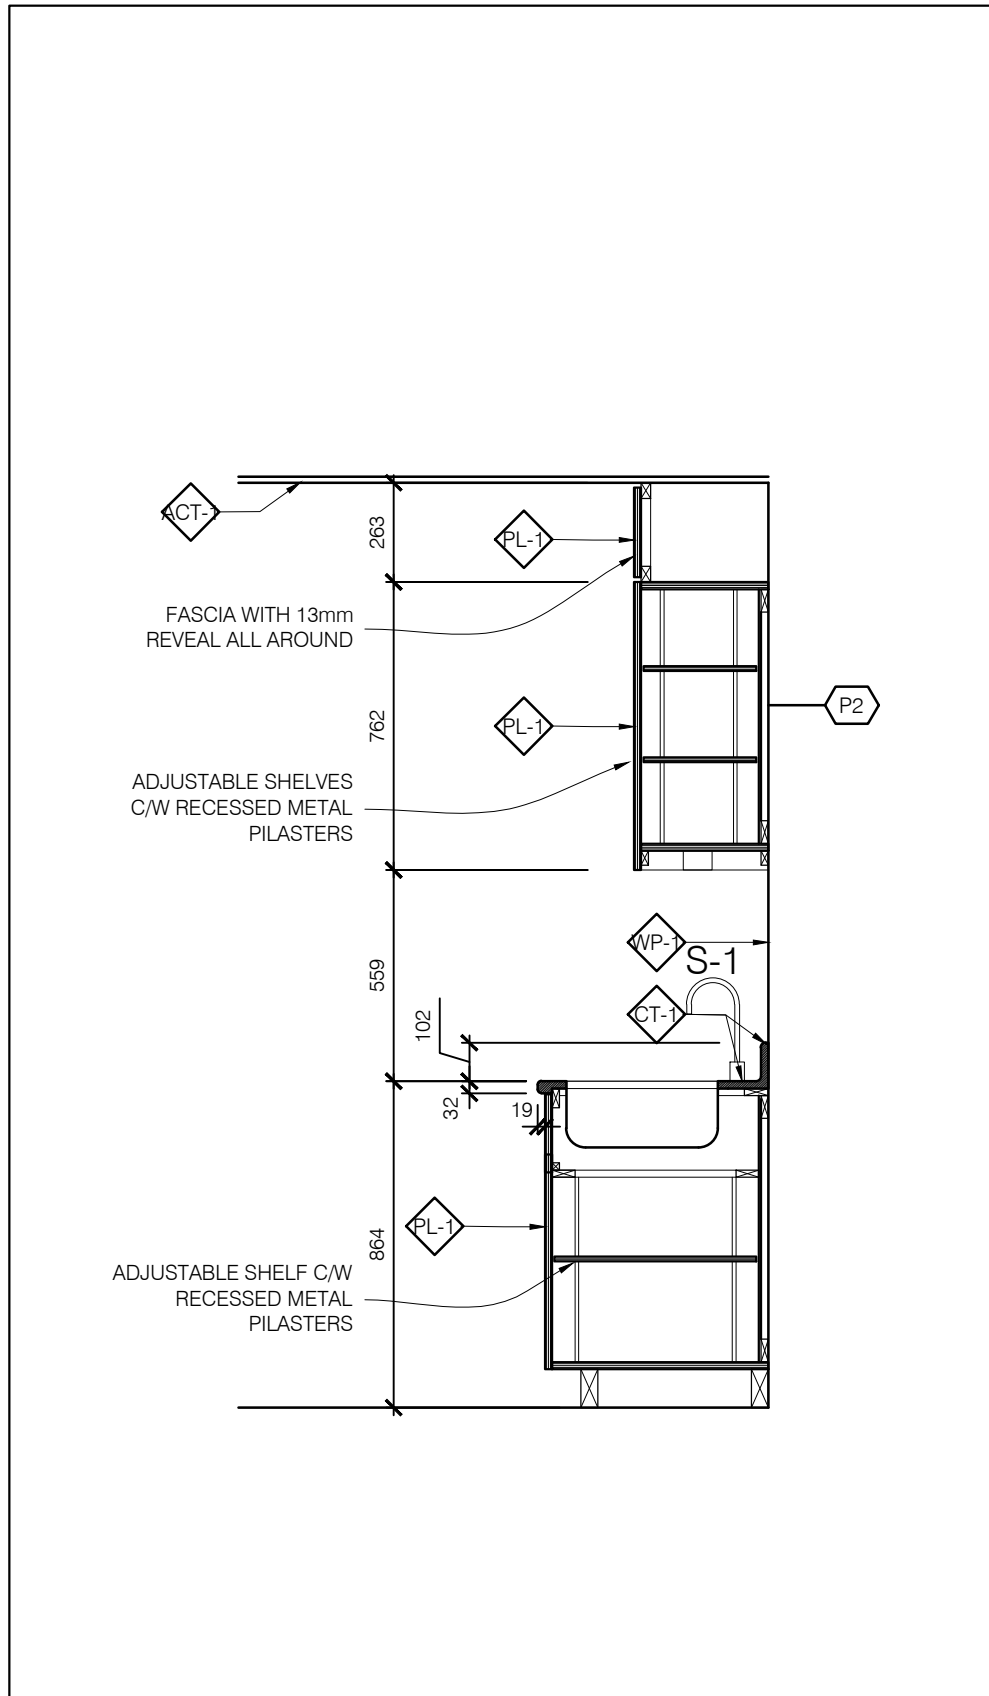 ACT-1
263
PL-1
FASCIA WITH 13mm
REVEAL ALL AROUND
762
PL-1
P2
ADJUSTABLE SHELVES
C/W RECESSED METAL
PILASTERS
559
WP-1
S-1
102
CT-1
32
19
864
PL-1
ADJUSTABLE SHELF C/W
RECESSED METAL
PILASTERS